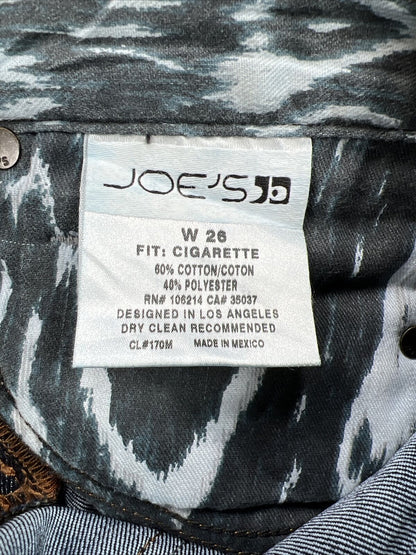 JOE'S
W 26
FIT: CIGARETTE
60% COTTON/COTON
40% POLYESTER
RN# 106214 CA# 35037
DESIGNED IN LOS ANGELES
DRY CLEAN RECOMMENDED
CL#170M MADE IN MEXICO